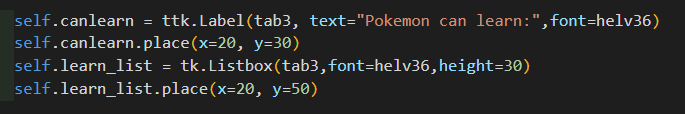 self.canlearn = ttk.Label(tab3, text="Pokemon can learn:",font=helv36)
self.canlearn.place(x=20, y=30)
self.learn_list = tk.Listbox(tab3,font=helv36,height=30)
self.learn_list.place(x=20, y=50)